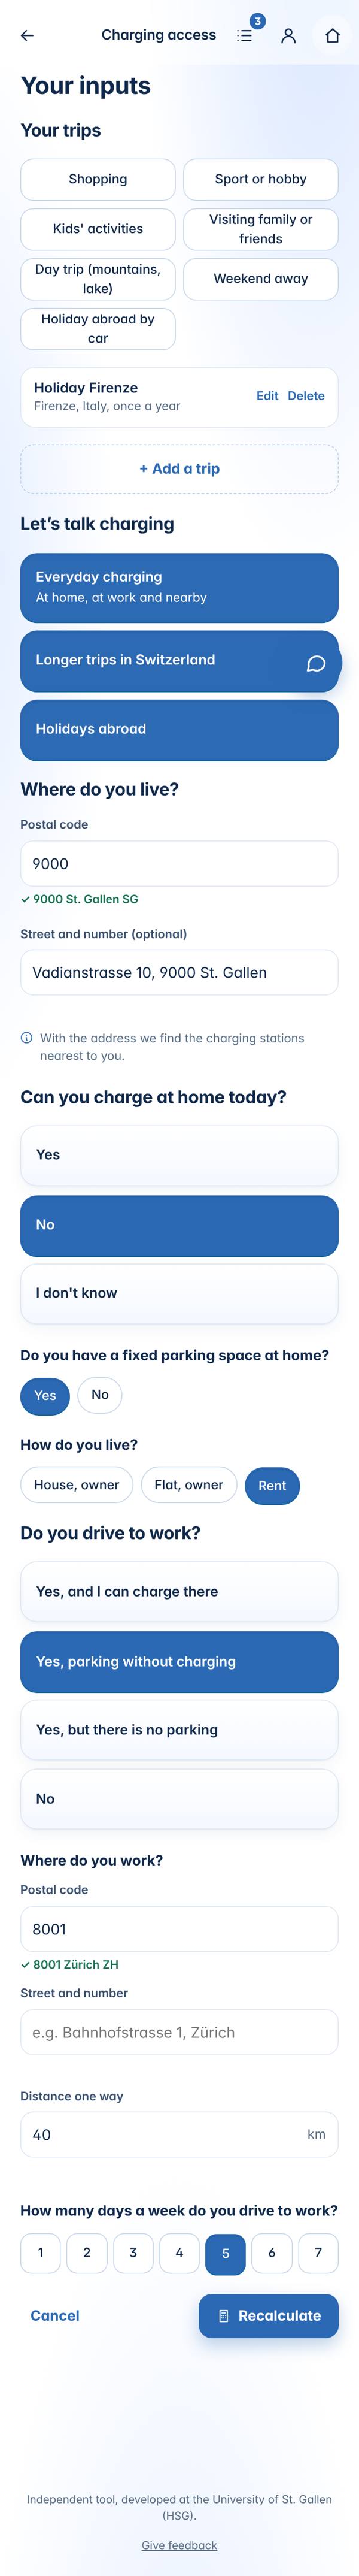 Charging access
3
Your inputs
Your trips
Shopping
Sport or hobby
Kids' activities
Visiting family or
friends
Day trip (mountains,
lake)
Weekend away
Holiday abroad by
car
Holiday Firenze
Firenze, Italy, once a year
Edit Delete
+ Add a trip
Let’s talk charging
Everyday charging
At home, at work and nearby
Longer trips in Switzerland
Holidays abroad
Where do you live?
Postal code
9000
✓ 9000 St. Gallen SG
Street and number (optional)
Vadianstrasse 10, 9000 St. Gallen
With the address we find the charging stations
nearest to you.
Can you charge at home today?
Yes
No
I don't know
Do you have a fixed parking space at home?
Yes No
How do you live?
House, owner Flat, owner Rent
Do you drive to work?
Yes, and I can charge there
Yes, parking without charging
Yes, but there is no parking
No
Where do you work?
Postal code
8001
✓ 8001 Zürich ZH
Street and number
e.g. Bahnhofstrasse 1, Zürich
Distance one way
40 km
How many days a week do you drive to work?
1 2 3 4 5 6 7
Cancel Recalculate
Independent tool, developed at the University of St. Gallen
(HSG).
Give feedback